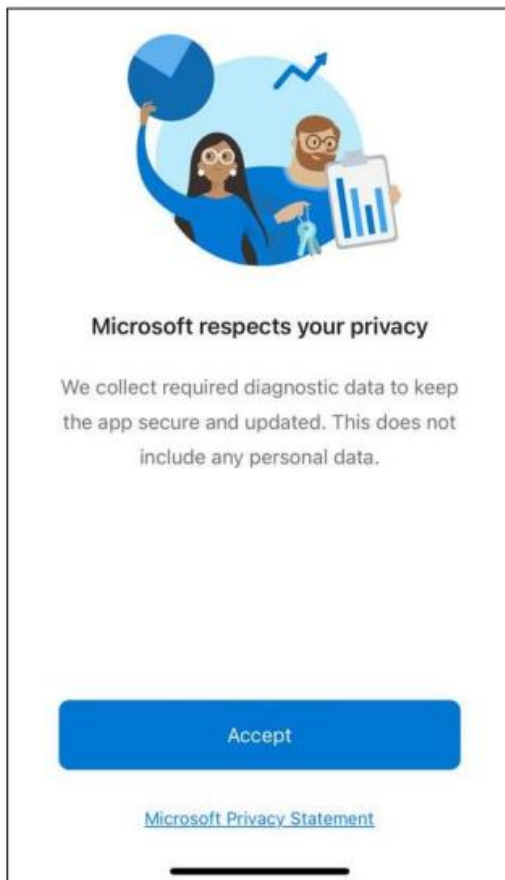 Microsoft respects your privacy
We collect required diagnostic data to keep
the app secure and updated. This does not
include any personal data.
Accept
Microsoft Privacy Statement